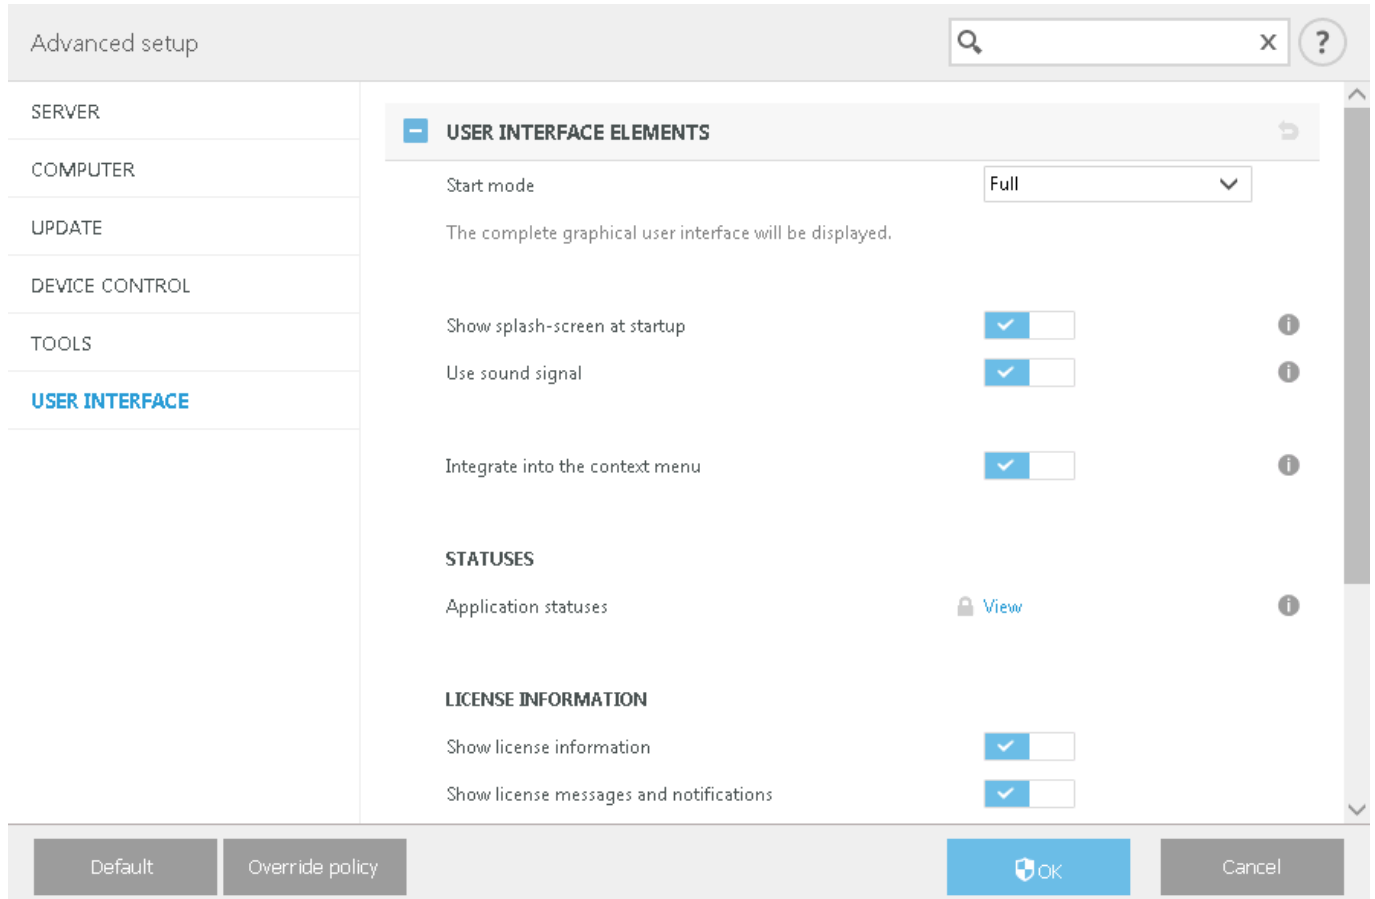 Advanced setup
x
?
SERVER
COMPUTER
UPDATE
DEVICE CONTROL
TOOLS
USER INTERFACE
USER INTERFACE ELEMENTS
Start mode
Full
The complete graphical user interface will be displayed.
Show splash-screen at startup
Use sound signal
Integrate into the context menu
STATUSES
Application statuses
View
LICENSE INFORMATION
Show license information
Show license messages and notifications
Default
Override policy
OK
Cancel